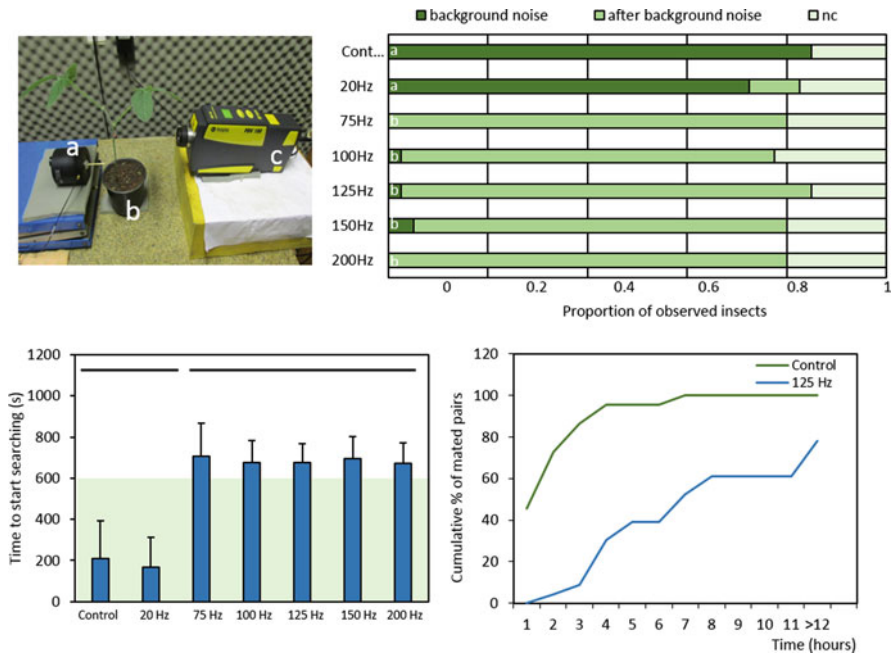 background noise after background noise nc
a
b
c
Cont...
a
20Hz
a
75Hz
b
100Hz
b
125Hz
b
150Hz
b
200Hz
b
0 0.2 0.4 0.6 0.8 1
Proportion of observed insects
1200
1000
800
600
400
200
0
Time to start searching (s)
Control 20 Hz 75 Hz 100 Hz 125 Hz 150 Hz 200 Hz
120
100
80
60
40
20
0
Cumulative % of mated pairs
Control
125 Hz
1 2 3 4 5 6 7 8 9 10 11 >12
Time (hours)